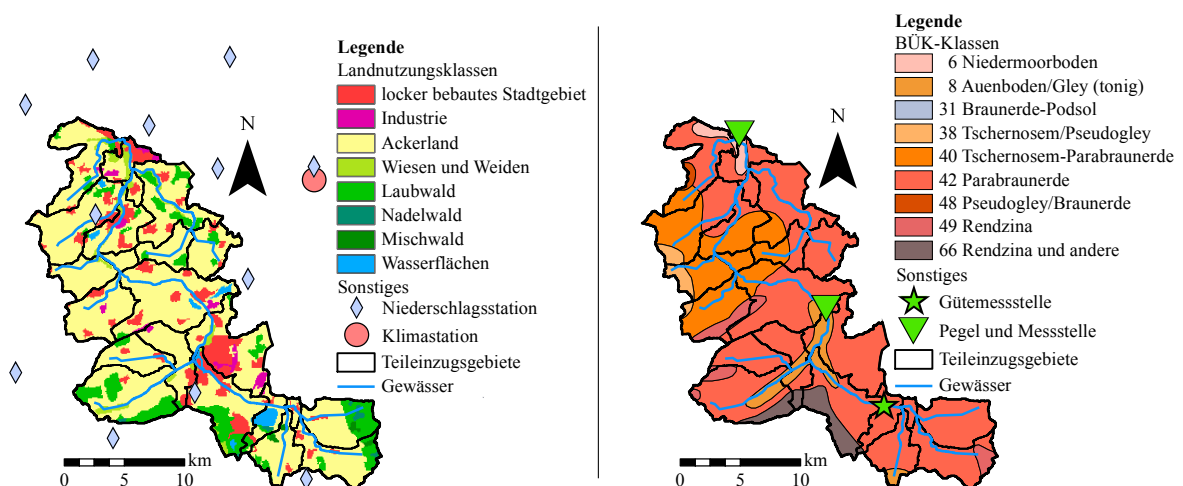 Legende
Landnutzungsklassen
locker bebautes Stadtgebiet
Industrie
Ackerland
Wiesen und Weiden
Laubwald
Nadelwald
Mischwald
Wasserflächen
Sonstiges
Niederschlagsstation
Klimastation
Teileinzugsgebiete
Gewässer
N
km
0 5 10
Legende
BÜK-Klassen
6 Niedermoorboden
8 Auenboden/Gley (tonig)
31 Braunerde-Podsol
38 Tschernosem/Pseudogley
40 Tschernosem-Parabraunerde
42 Parabraunerde
48 Pseudogley/Braunerde
49 Rendzina
66 Rendzina und andere
Sonstiges
Gütemessstelle
Pegel und Messstelle
Teileinzugsgebiete
Gewässer
N
km
0 5 10